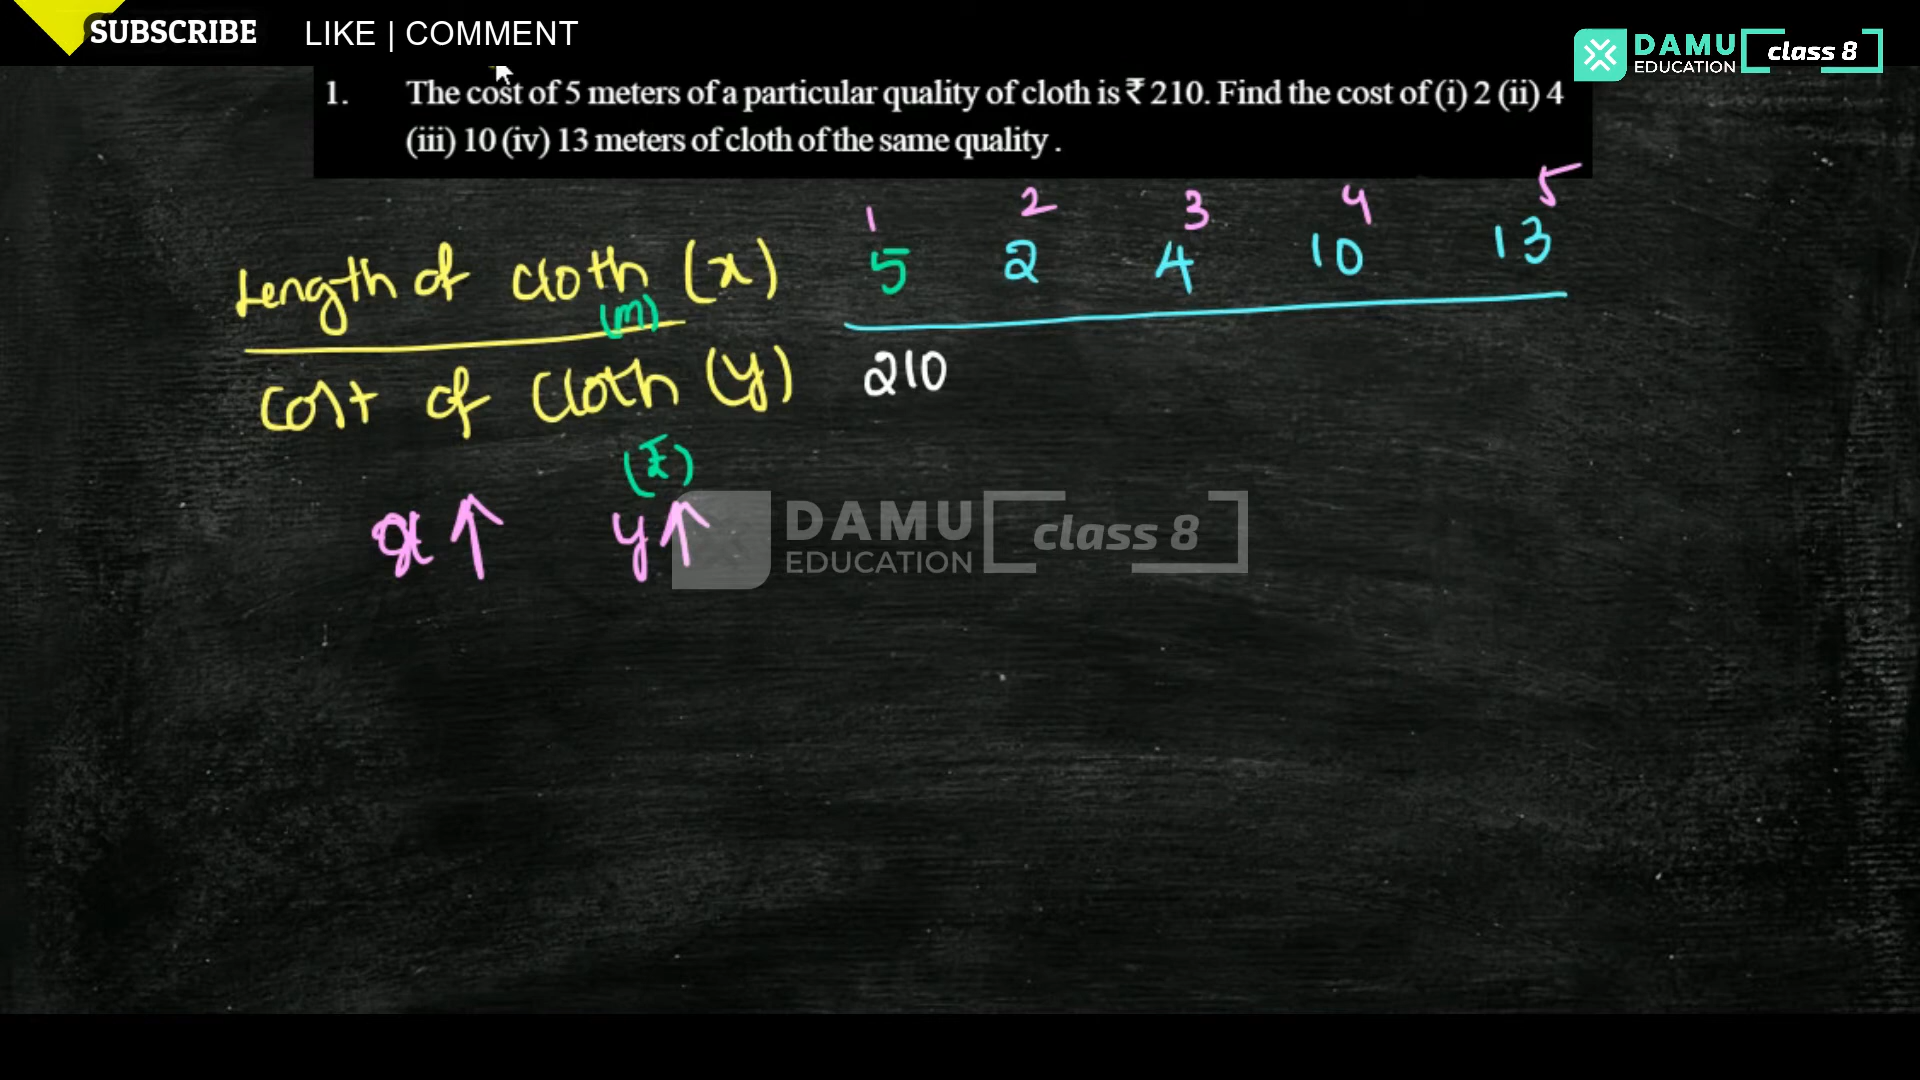 SUBSCRIBE LIKE | COMMENT
DAMU EDUCATION class 8
1. The cost of 5 meters of a particular quality of cloth is ₹ 210. Find the cost of (i) 2 (ii) 4
(iii) 10 (iv) 13 meters of cloth of the same quality .
1 2 3 4 5
Length of cloth (x) 5 2 4 10 13
(m)
Cost of cloth (y) 210
(₹)
x↑ y↑
DAMU EDUCATION class 8